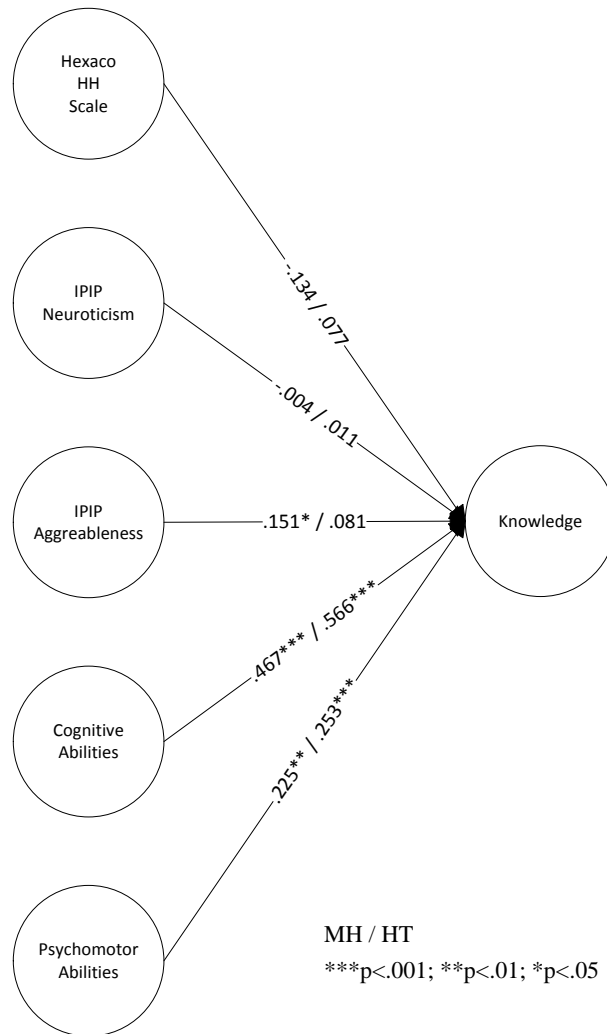 Hexaco
HH
Scale
-.134 / .077
IPIP
Neuroticism
-.004 / .011
IPIP
Aggreableness
.151* / .081
Knowledge
.467*** / .566***
Cognitive
Abilities
.225** / .253***
Psychomotor
Abilities
MH / HT
***p<.001; **p<.01; *p<.05